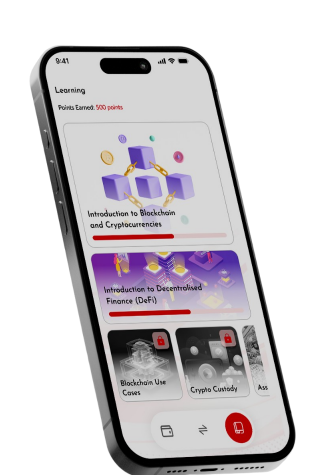 9:41
Learning
Points Earned: 500 points
Introduction to Blockchain
and Cryptocurrencies
Introduction to Decentralised
Finance (DeFi)
Blockchain Use
Cases
Crypto Custody
Ass